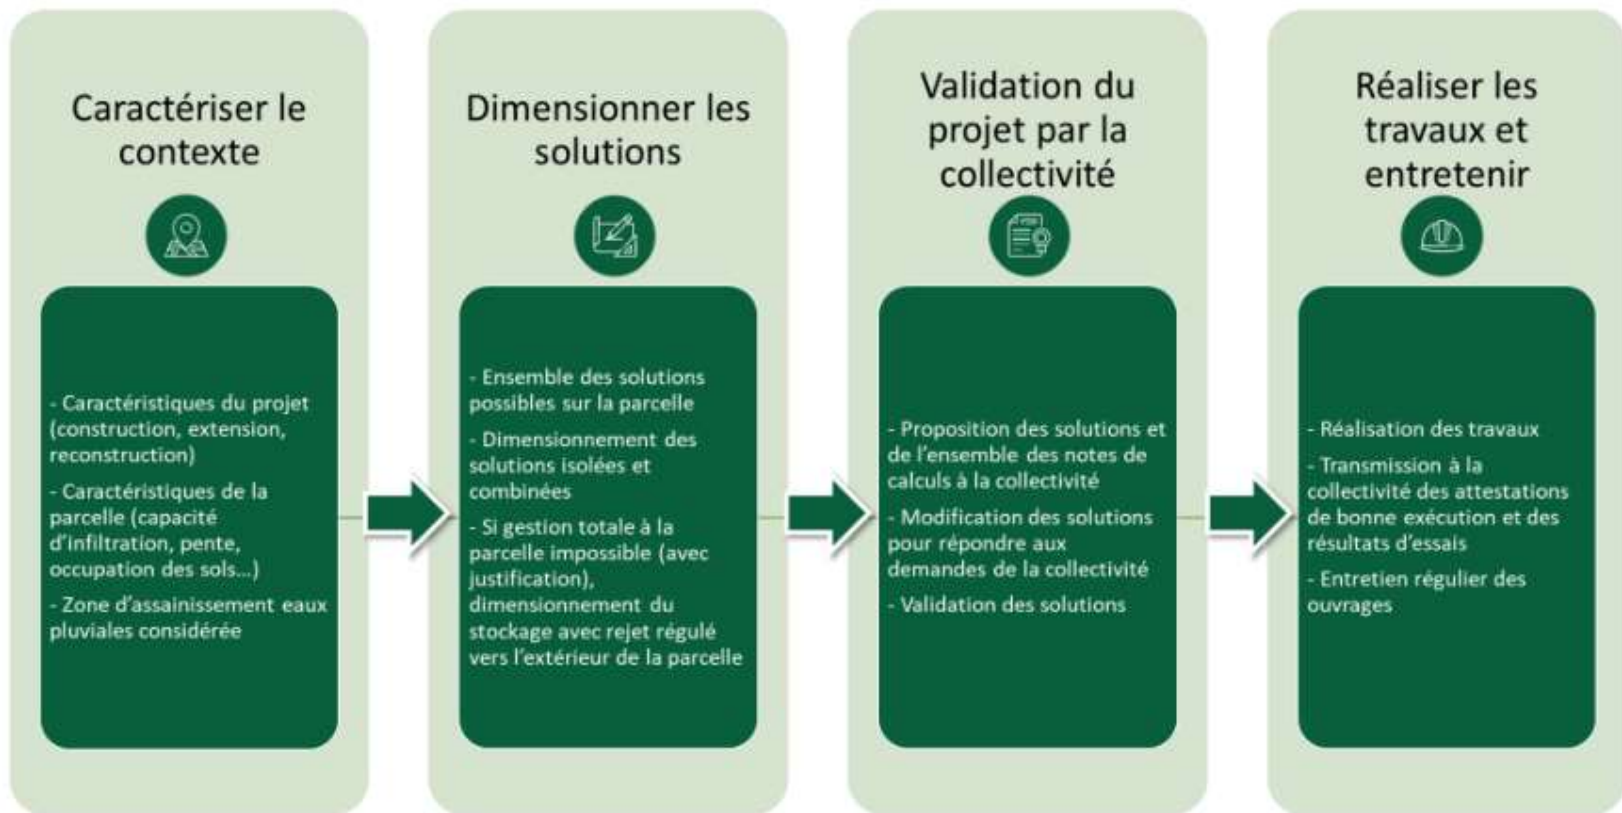 Caractériser le
contexte
- Caractéristiques du projet
(construction, extension,
reconstruction)
- Caractéristiques de la
parcelle (capacité
d'infiltration, pente,
occupation des sols...)
- Zone d'assainissement eaux
pluviales considérée
Dimensionner les
solutions
- Ensemble des solutions
possibles sur la parcelle
- Dimensionnement des
solutions isolées et
combinées
- Si gestion totale à la
parcelle impossible (avec
justification),
dimensionnement du
stockage avec rejet régulé
vers l'extérieur de la parcelle
Validation du
projet par la
collectivité
- Proposition des solutions et
de l'ensemble des notes de
calculs à la collectivité
- Modification des solutions
pour répondre aux
demandes de la collectivité
- Validation des solutions
Réaliser les
travaux et
entretenir
- Réalisation des travaux
- Transmission à la
collectivité des attestations
de bonne exécution et des
résultats d'essais
- Entretien régulier des
ouvrages